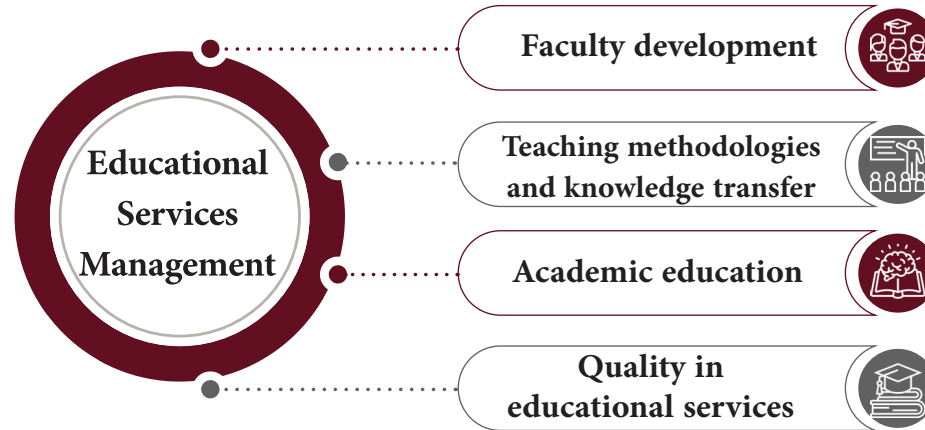 Educational
Services
Management
Faculty development
Teaching methodologies
and knowledge transfer
Academic education
Quality in
educational services